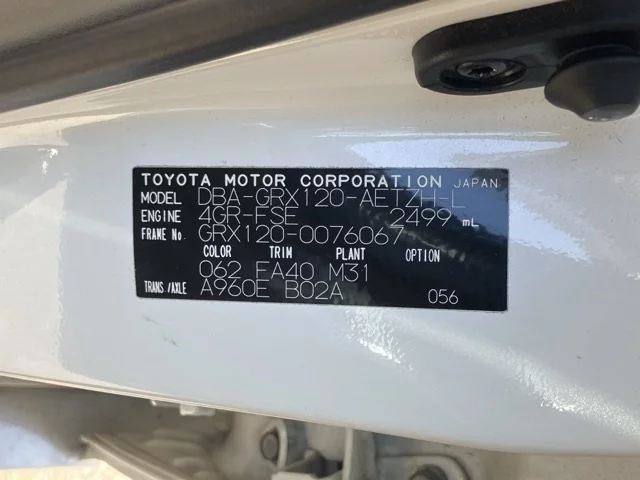 TOYOTA MOTOR CORPORATION JAPAN
MODEL DBA-GRX120-AETZH-L
ENGINE 4GR-FSE 2499 mL
FRAME No. GRX120-0076067
COLOR TRIM PLANT OPTION
062 FA40 M31
TRANS/AXLE A960E B02A 056